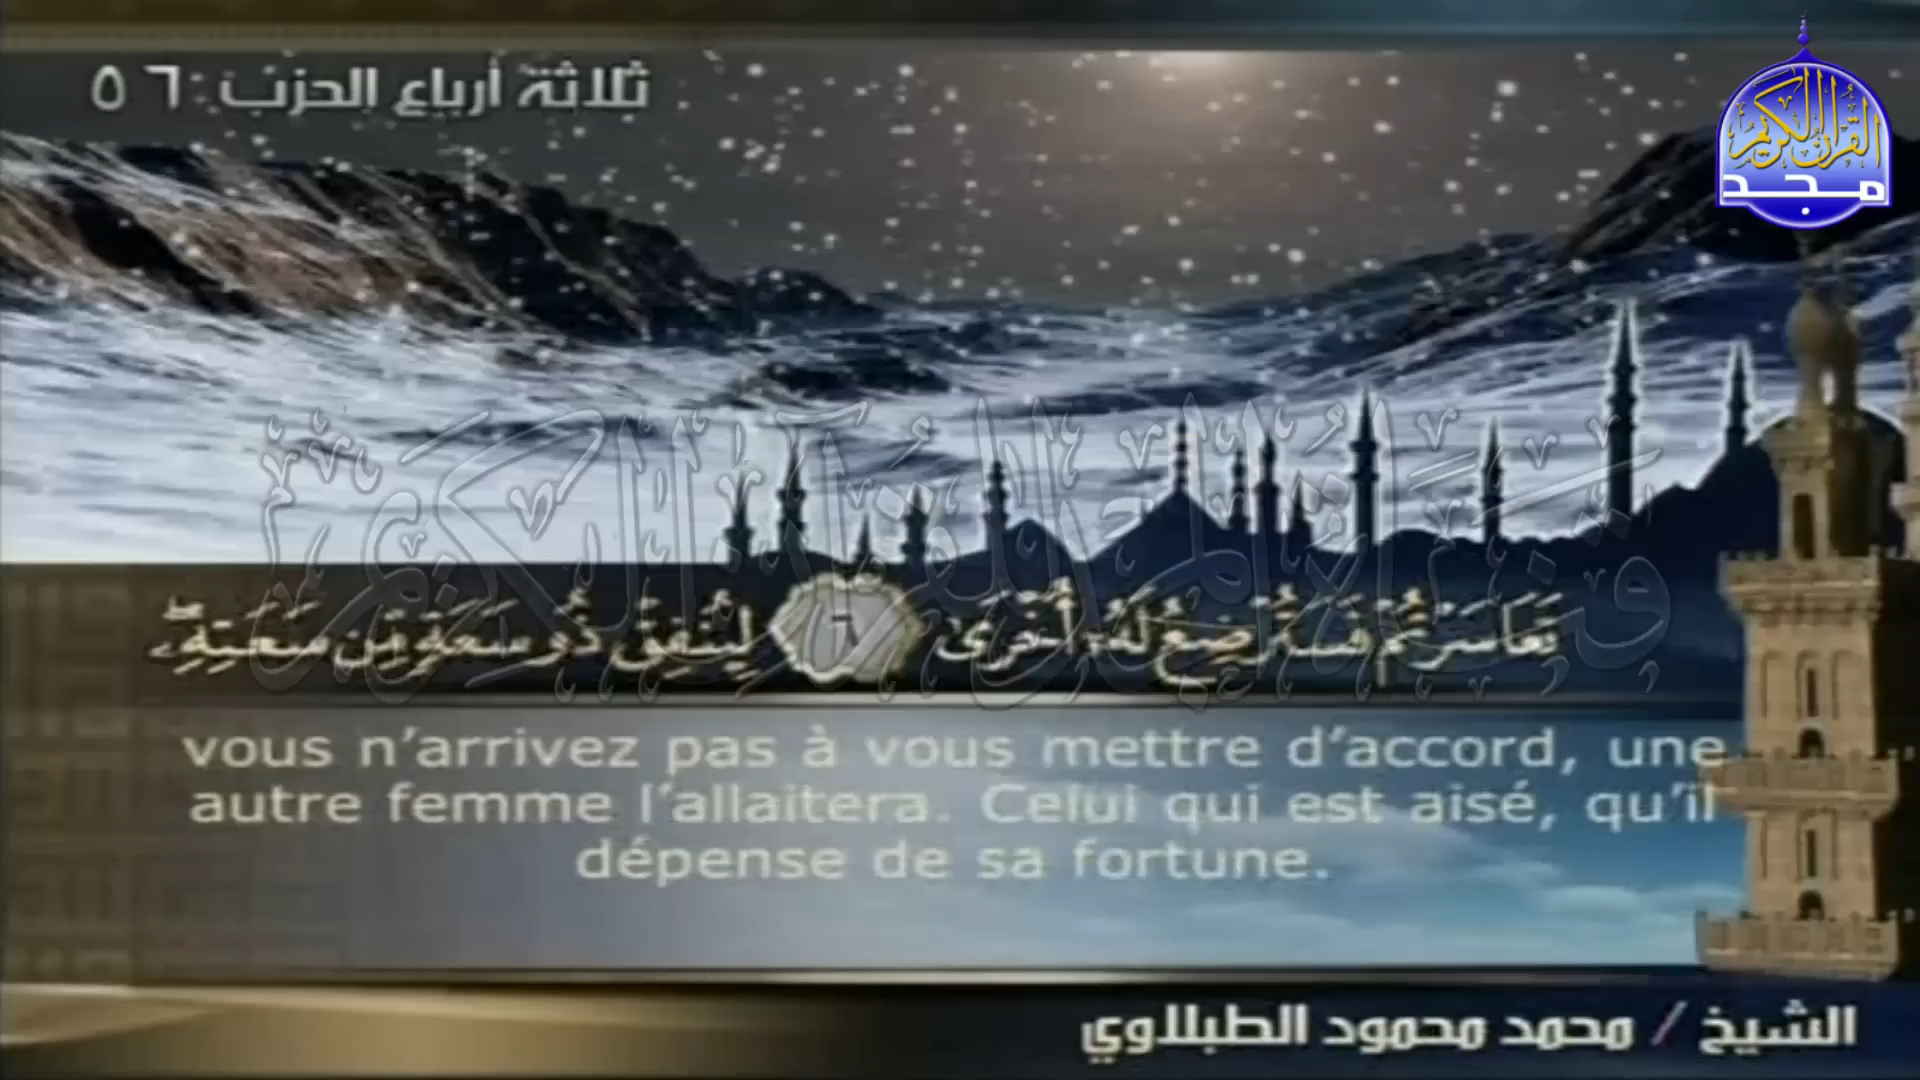 ثلاثة أرباع الحزب : ٥٦
القرآن الكريم
مجد
تَعَاسَرْتُمْ فَسَتُرْضِعُ لَهُۥٓ أُخْرَىٰ ٦ لِيُنفِقْ ذُو سَعَةٍ مِّن سَعَتِهِۦ ۖ
vous n’arrivez pas à vous mettre d’accord, une
autre femme l’allaitera. Celui qui est aisé, qu’il
dépense de sa fortune.
الشيخ / محمد محمود الطبلاوي